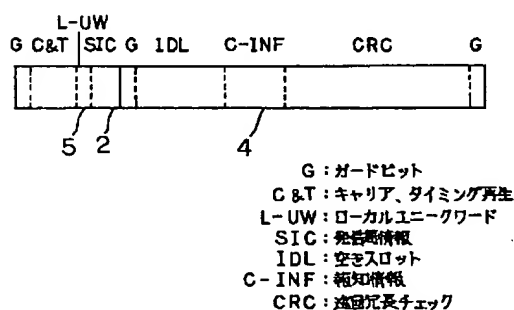 L-UW
G C&T SIC G IDL C-INF CRC G
5 2 4
G:ガードビット
C&T:キャリア、タイミング再生
L-UW:ローカルユニークワード
SIC:発信局情報
IDL:空きスロット
C-INF:報知情報
CRC:巡回冗長チェック